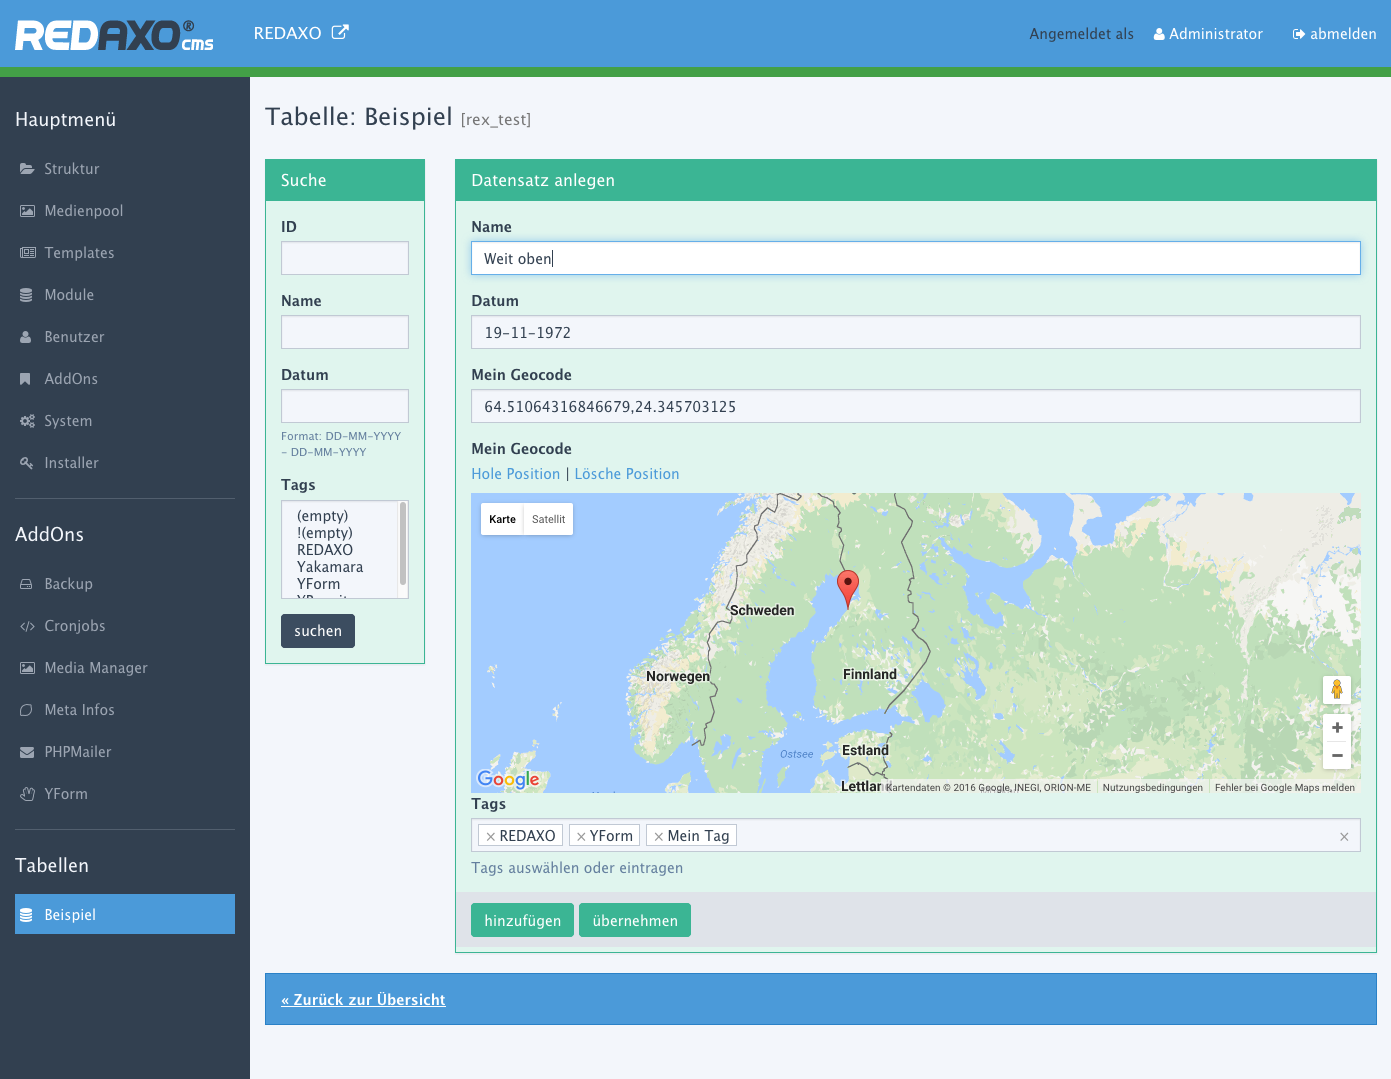 REDAXO® cms
REDAXO
Angemeldet als Administrator abmelden
Hauptmenü
Struktur
Medienpool
Templates
Module
Benutzer
AddOns
System
Installer
AddOns
Backup
Cronjobs
Media Manager
Meta Infos
PHPMailer
YForm
Tabellen
Beispiel
Tabelle: Beispiel [rex_test]
Suche
ID
Name
Datum
Format: DD-MM-YYYY
- DD-MM-YYYY
Tags
(empty)
!(empty)
REDAXO
Yakamara
YForm
suchen
Datensatz anlegen
Name
Weit oben
Datum
19-11-1972
Mein Geocode
64.51064316846679,24.345703125
Mein Geocode
Hole Position | Lösche Position
Karte Satellit
Schweden
Norwegen
Finnland
Ostsee
Estland
Google
Kartendaten © 2016 Google, INEGI, ORION-ME Nutzungsbedingungen Fehler bei Google Maps melden
Tags
× REDAXO × YForm × Mein Tag ×
Tags auswählen oder eintragen
hinzufügen übernehmen
« Zurück zur Übersicht